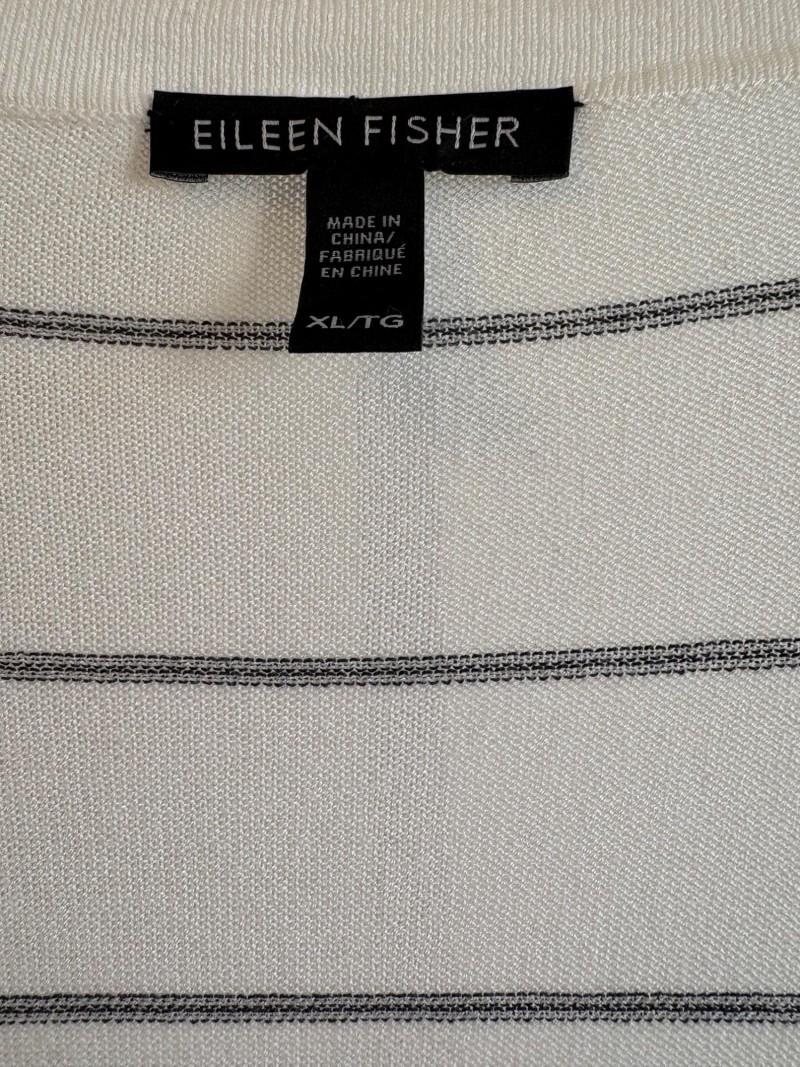 EILEEN FISHER
MADE IN
CHINA/
FABRIQUÉ
EN CHINE
XL/TG